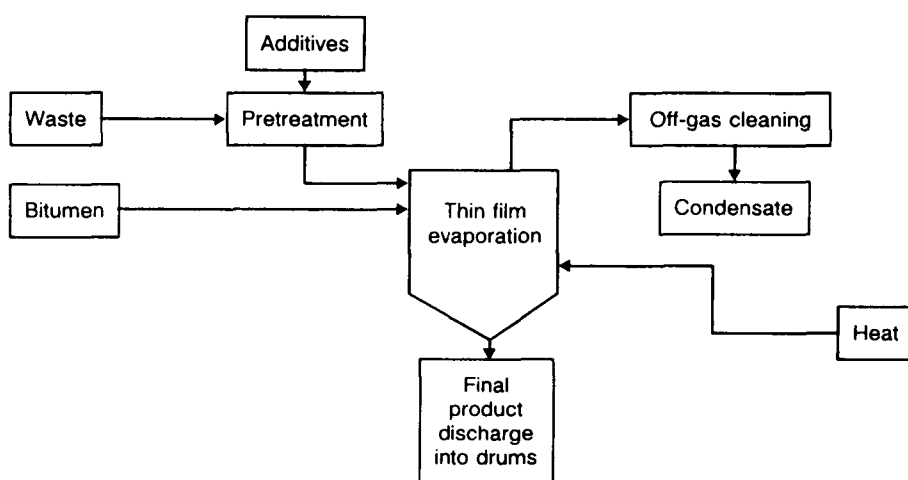 Additives
Waste
Pretreatment
Off-gas cleaning
Bitumen
Thin film
evaporation
Condensate
Heat
Final
product
discharge
into drums